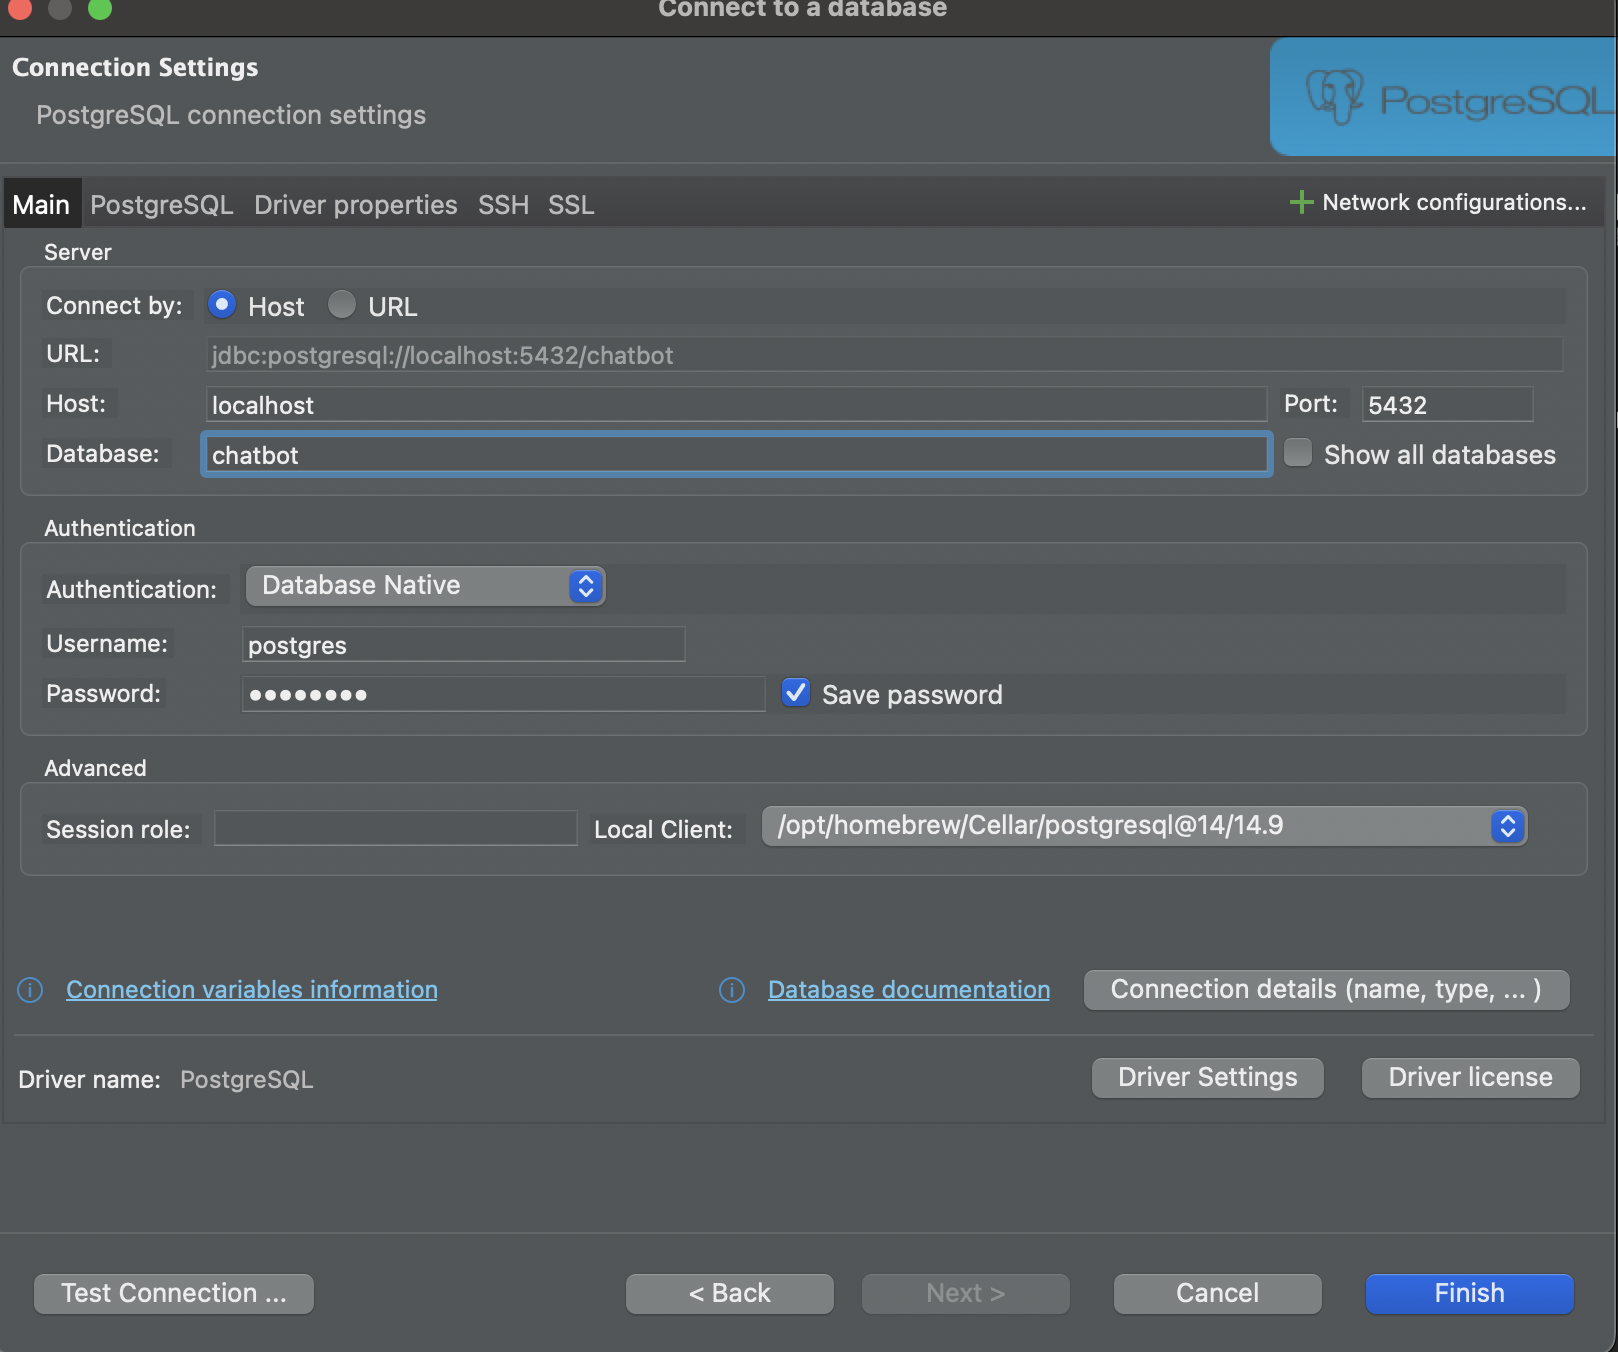 Connect to a database
Connection Settings
PostgreSQL connection settings
PostgreSQL
Main PostgreSQL Driver properties SSH SSL Network configurations...
Server
Connect by: Host URL
URL: jdbc:postgresql://localhost:5432/chatbot
Host: localhost Port: 5432
Database: chatbot Show all databases
Authentication
Authentication: Database Native
Username: postgres
Password: ●●●●●●●● Save password
Advanced
Session role: Local Client: /opt/homebrew/Cellar/postgresql@14/14.9
Connection variables information Database documentation Connection details (name, type, ... )
Driver name: PostgreSQL Driver Settings Driver license
Test Connection ... < Back Next > Cancel Finish